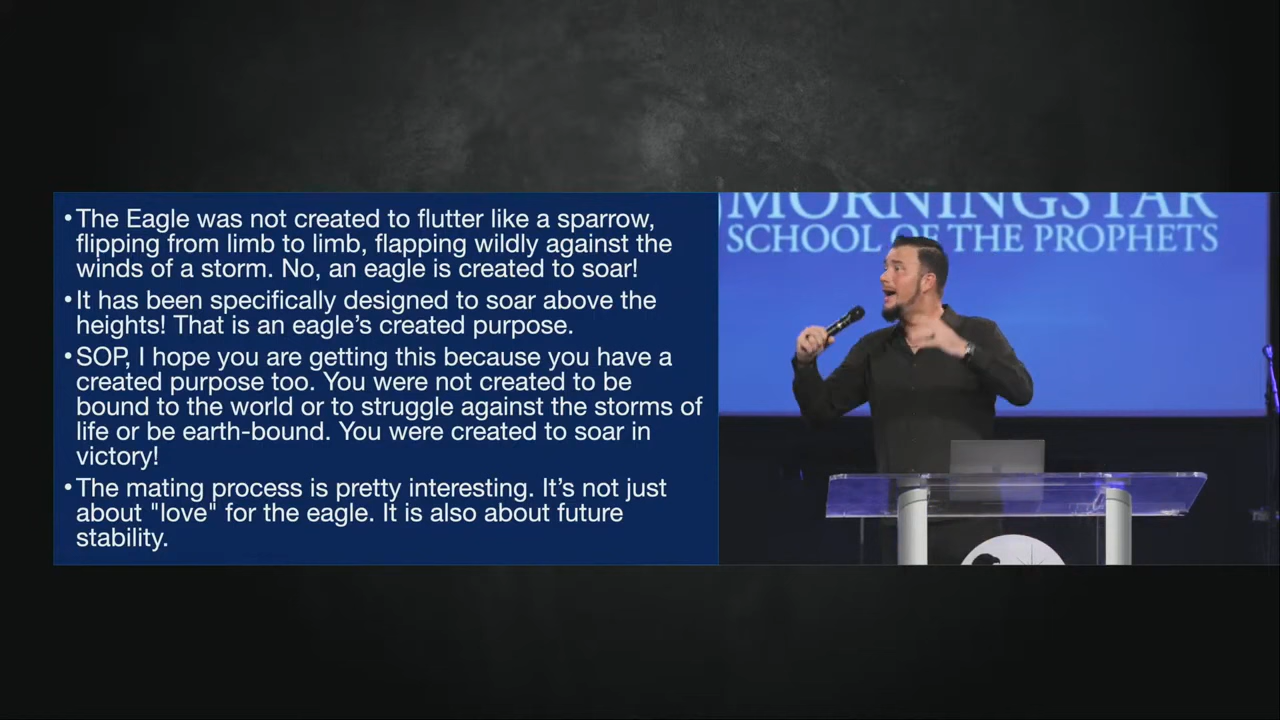 •The Eagle was not created to flutter like a sparrow,
flipping from limb to limb, flapping wildly against the
winds of a storm. No, an eagle is created to soar!
•It has been specifically designed to soar above the
heights! That is an eagle’s created purpose.
•SOP, I hope you are getting this because you have a
created purpose too. You were not created to be
bound to the world or to struggle against the storms of
life or be earth-bound. You were created to soar in
victory!
•The mating process is pretty interesting. It’s not just
about "love" for the eagle. It is also about future
stability.
MORNINGSTAR
SCHOOL OF THE PROPHETS